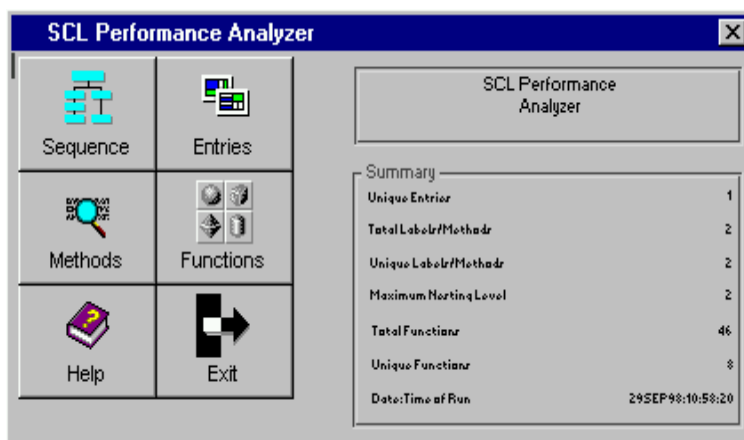 SCL Performance Analyzer
Sequence
Entries
Methods
Functions
Help
Exit
SCL Performance
Analyzer
Summary
Unique Entries 1
Total Labels/Methods 2
Unique Labels/Methods 2
Maximum Nesting Level 2
Total Functions 46
Unique Functions 8
Date:Time of Run 29SEP98:10:58:20